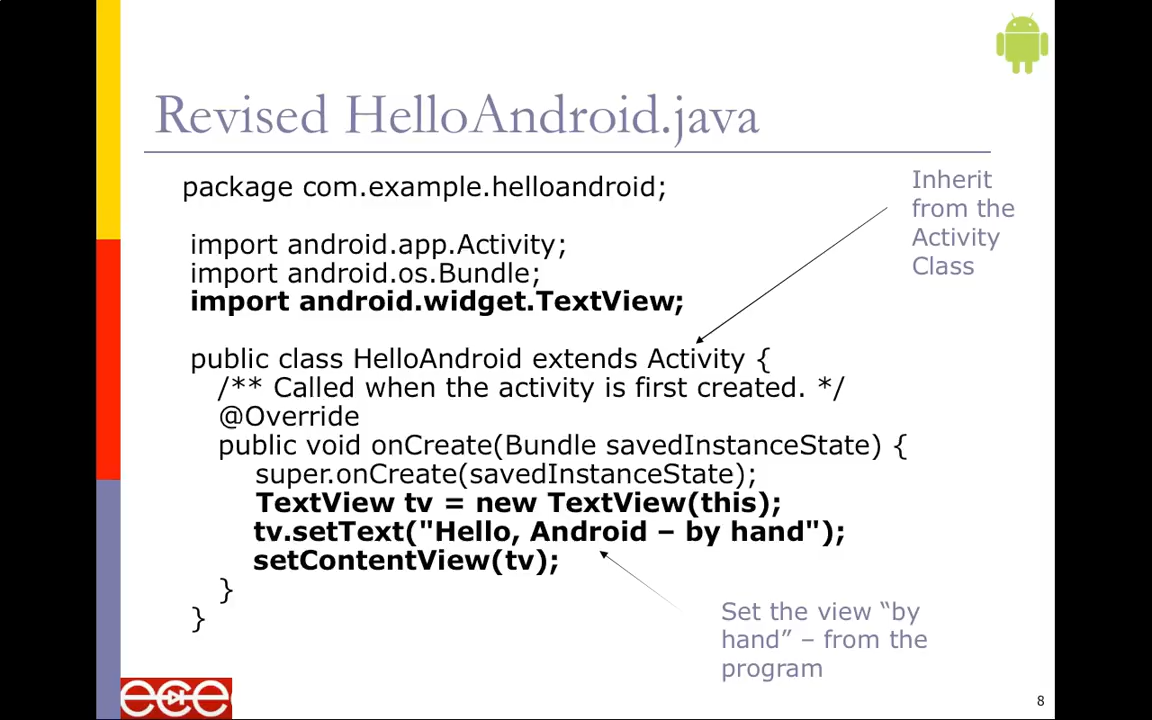 Revised HelloAndroid.java
package com.example.helloandroid;
import android.app.Activity;
import android.os.Bundle;
import android.widget.TextView;
public class HelloAndroid extends Activity {
/** Called when the activity is first created. */
@Override
public void onCreate(Bundle savedInstanceState) {
super.onCreate(savedInstanceState);
TextView tv = new TextView(this);
tv.setText("Hello, Android – by hand");
setContentView(tv);
}
}
Inherit
from the
Activity
Class
Set the view “by
hand” – from the
program
ece
8